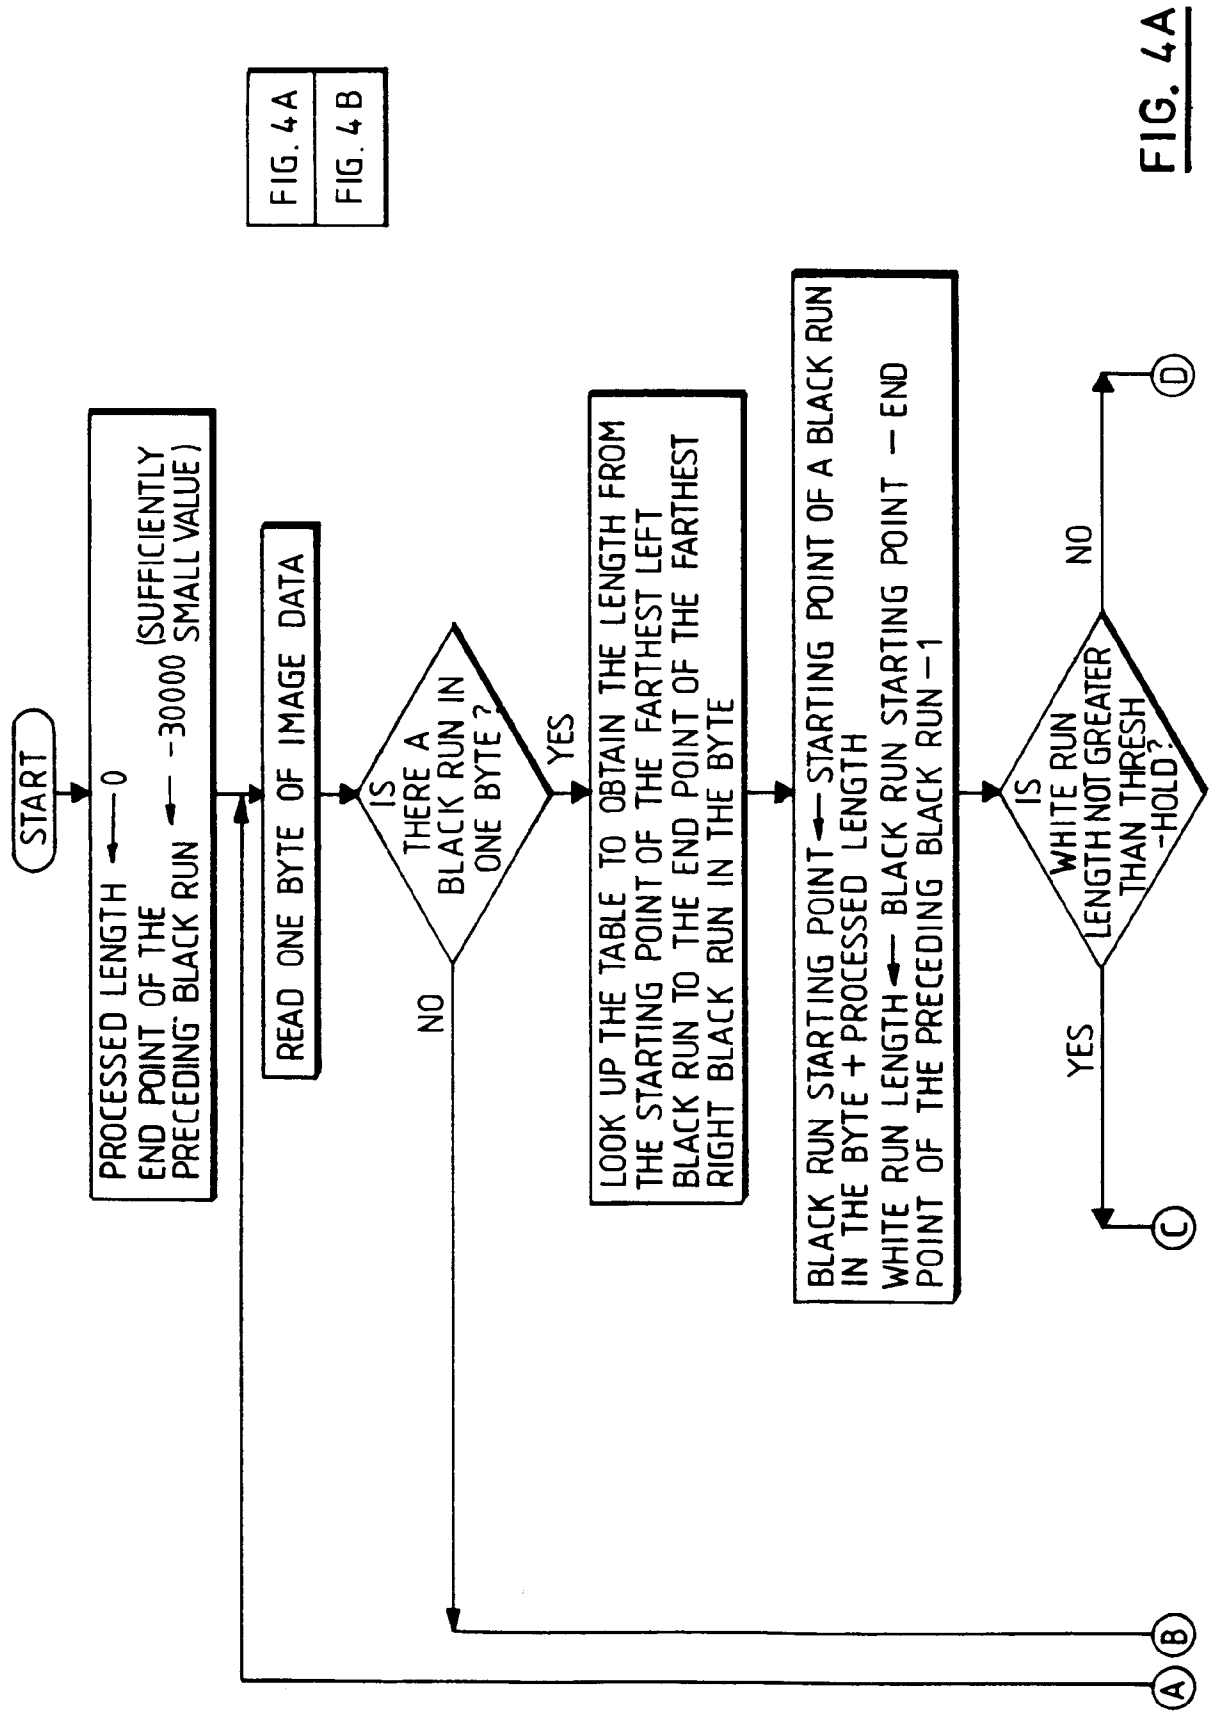 START
PROCESSED LENGTH ← 0
END POINT OF THE
PRECEDING BLACK RUN ← -30000 (SUFFICIENTLY
SMALL VALUE)
FIG. 4A
FIG. 4B
READ ONE BYTE OF IMAGE DATA
IS
THERE A
BLACK RUN IN
ONE BYTE ?
NO
YES
LOOK UP THE TABLE TO OBTAIN THE LENGTH FROM
THE STARTING POINT OF THE FARTHEST LEFT
BLACK RUN TO THE END POINT OF THE FARTHEST
RIGHT BLACK RUN IN THE BYTE
BLACK RUN STARTING POINT ← STARTING POINT OF A BLACK RUN
IN THE BYTE + PROCESSED LENGTH
WHITE RUN LENGTH ← BLACK RUN STARTING POINT - END
POINT OF THE PRECEDING BLACK RUN - 1
IS
WHITE RUN
LENGTH NOT GREATER
THAN THRESH
-HOLD ?
YES
NO
A
B
C
D
FIG. 4A